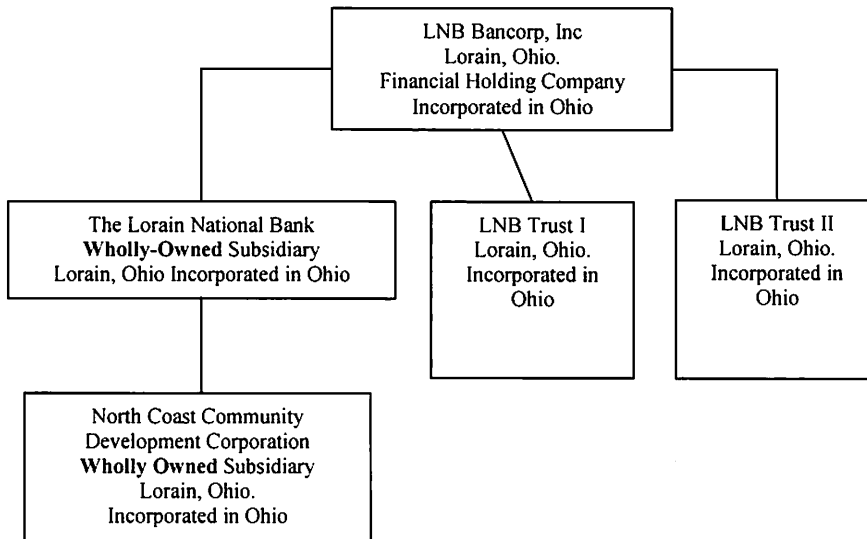 LNB Bancorp, Inc
Lorain, Ohio.
Financial Holding Company
Incorporated in Ohio
The Lorain National Bank
Wholly-Owned Subsidiary
Lorain, Ohio Incorporated in Ohio
LNB Trust I
Lorain, Ohio.
Incorporated in
Ohio
LNB Trust II
Lorain, Ohio.
Incorporated in
Ohio
North Coast Community
Development Corporation
Wholly Owned Subsidiary
Lorain, Ohio.
Incorporated in Ohio